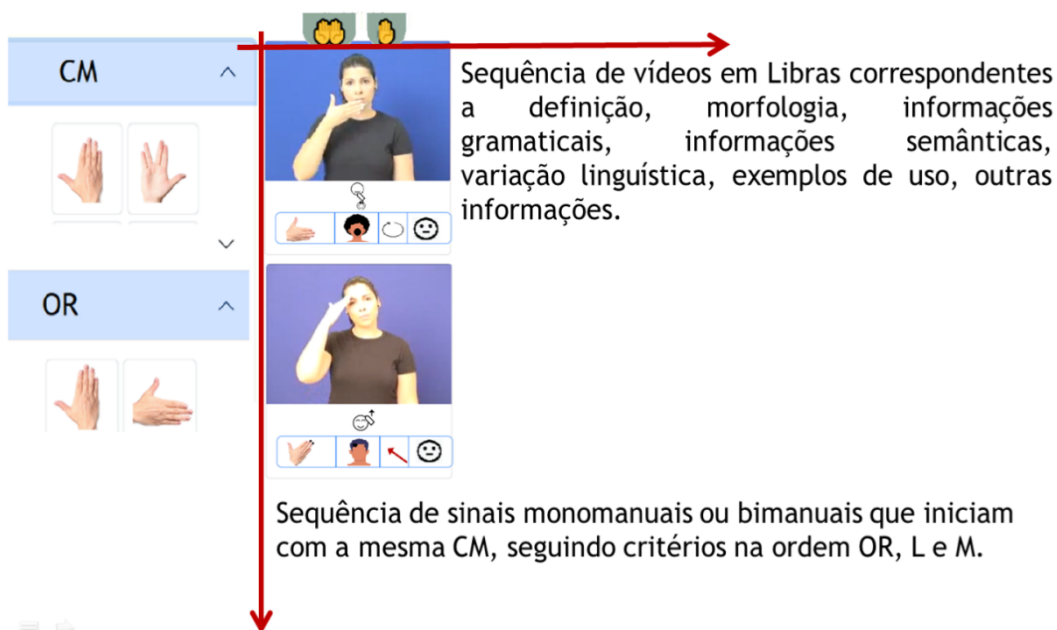 CM
OR
Sequência de vídeos em Libras correspondentes
a definição, morfologia, informações
gramaticais, informações semânticas,
variação linguística, exemplos de uso, outras
informações.
Sequência de sinais monomanuais ou bimanuais que iniciam
com a mesma CM, seguindo critérios na ordem OR, L e M.